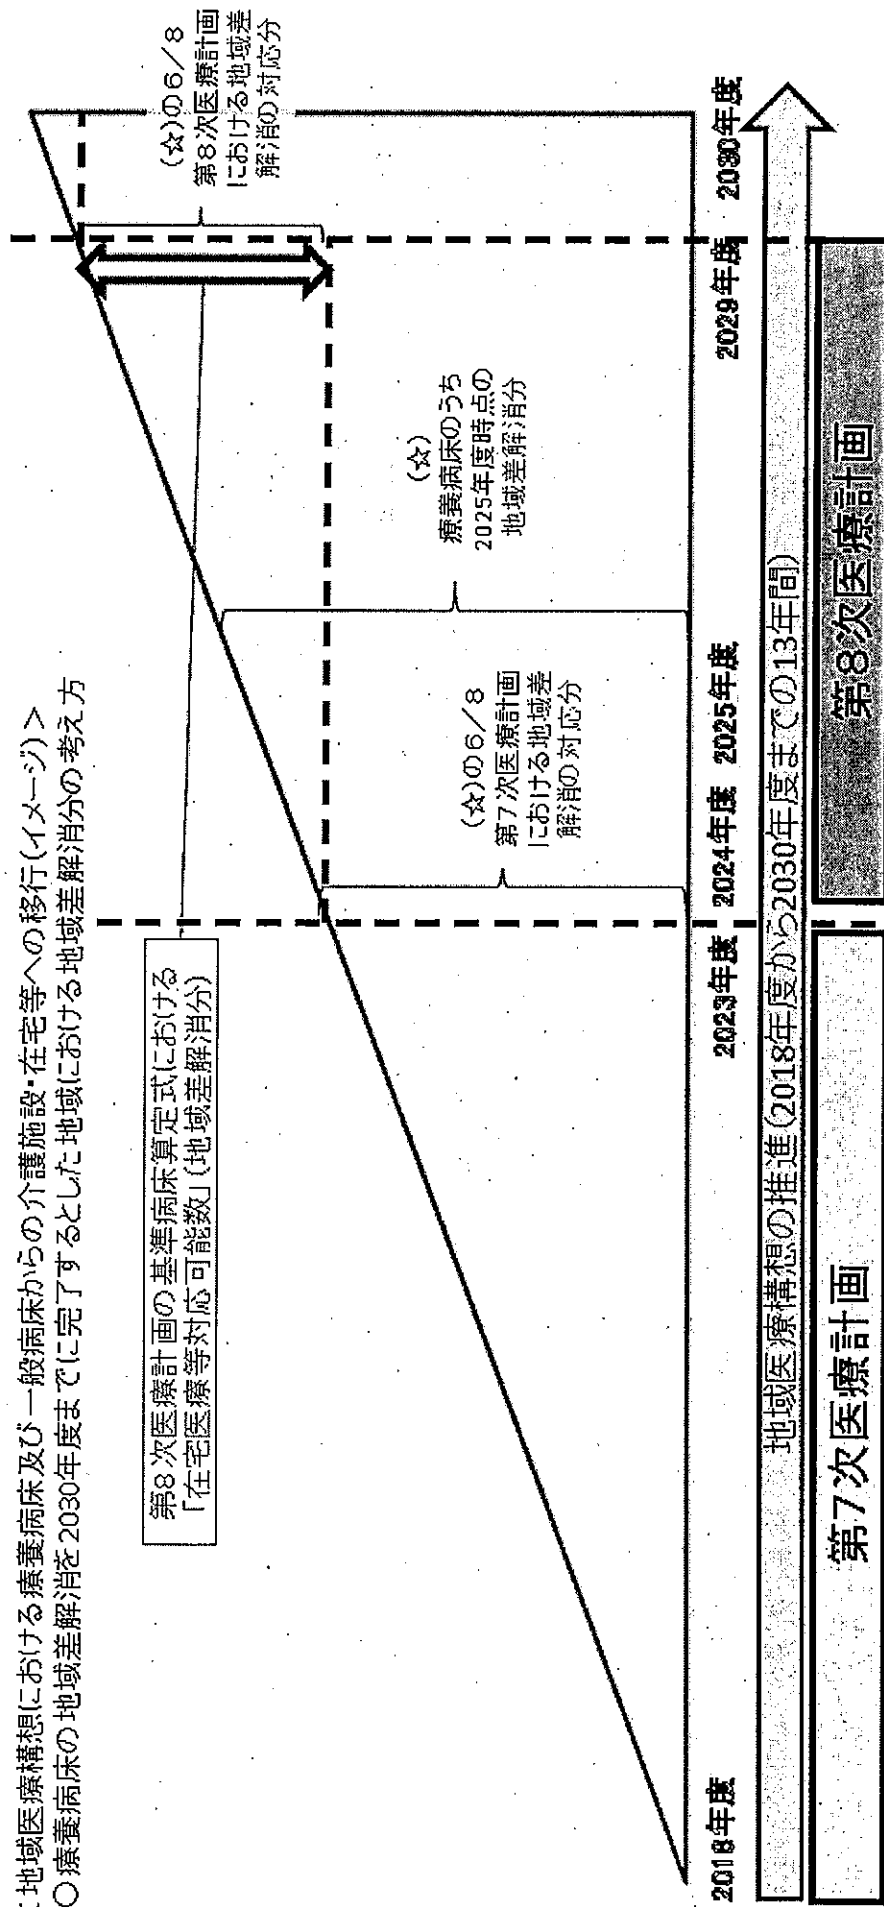 地域医療構想における療養病床及び一般病床からの介護施設・在宅等への移行(イメージ)>
○療養病床の地域差解消を2030年度までに完了するとした地域における地域差解消分の考え方
第8次医療計画の基準病床算定式における
「在宅医療等対応可能数」(地域差解消分)
(☆)の6/8
第8次医療計画
における地域差
解消の対応分
(☆)
療養病床のうち
2025年度時点の
地域差解消分
(☆)の6/8
第7次医療計画
における地域差
解消の対応分
2018年度
2023年度
2024年度
2025年度
2029年度
2030年度
地域医療構想の推進(2018年度から2030年度までの13年間)
第7次医療計画
第8次医療計画